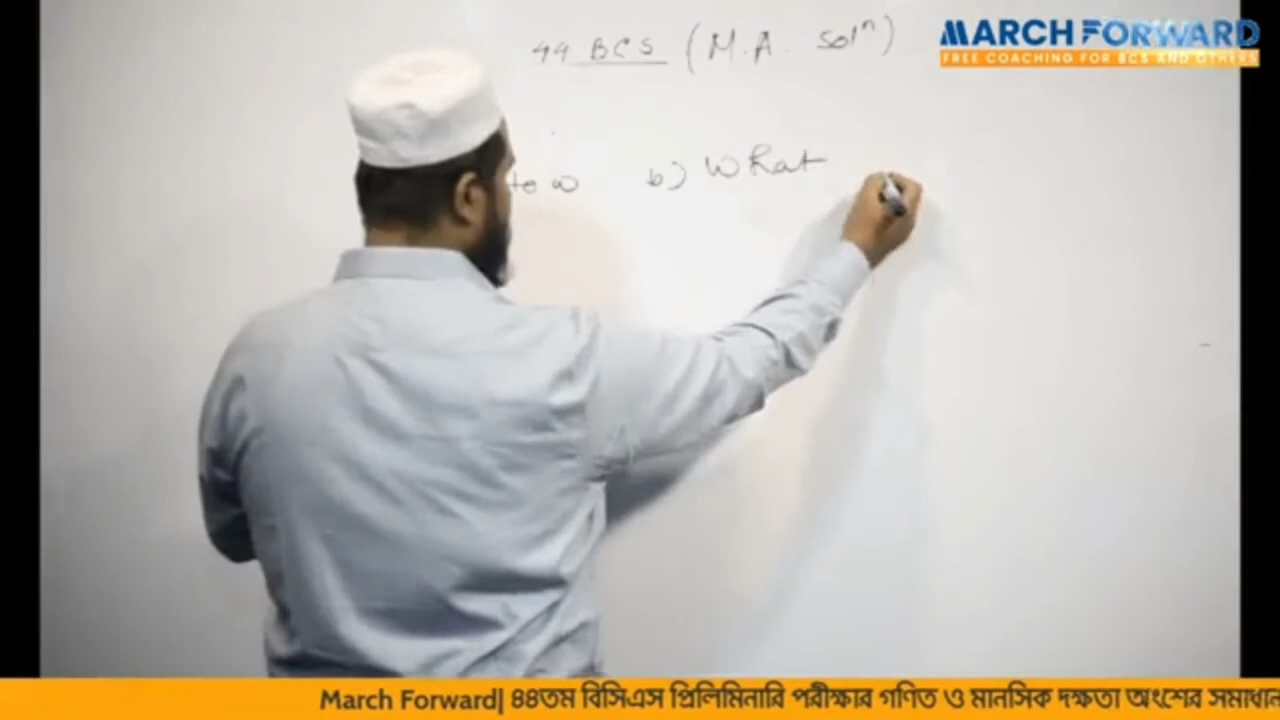 44 BCS (M.A. Solⁿ)
MARCH FORWARD
FREE COACHING FOR BCS AND OTHERS
to w b) What
March Forward| ৪৪তম বিসিএস প্রিলিমিনারি পরীক্ষার গণিত ও মানসিক দক্ষতা অংশের সমাধান